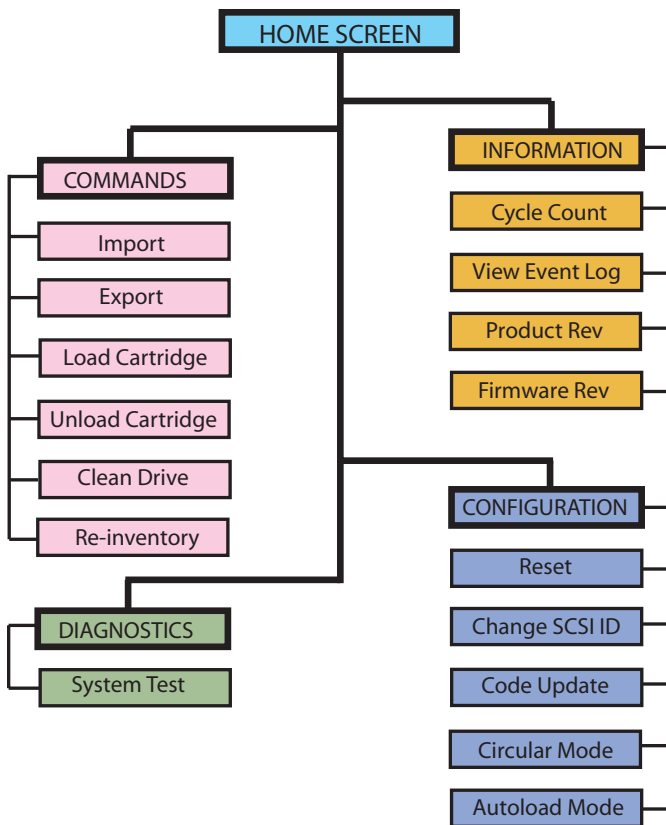 HOME SCREEN
COMMANDS
Import
Export
Load Cartridge
Unload Cartridge
Clean Drive
Re-inventory
DIAGNOSTICS
System Test
INFORMATION
Cycle Count
View Event Log
Product Rev
Firmware Rev
CONFIGURATION
Reset
Change SCSI ID
Code Update
Circular Mode
Autoload Mode